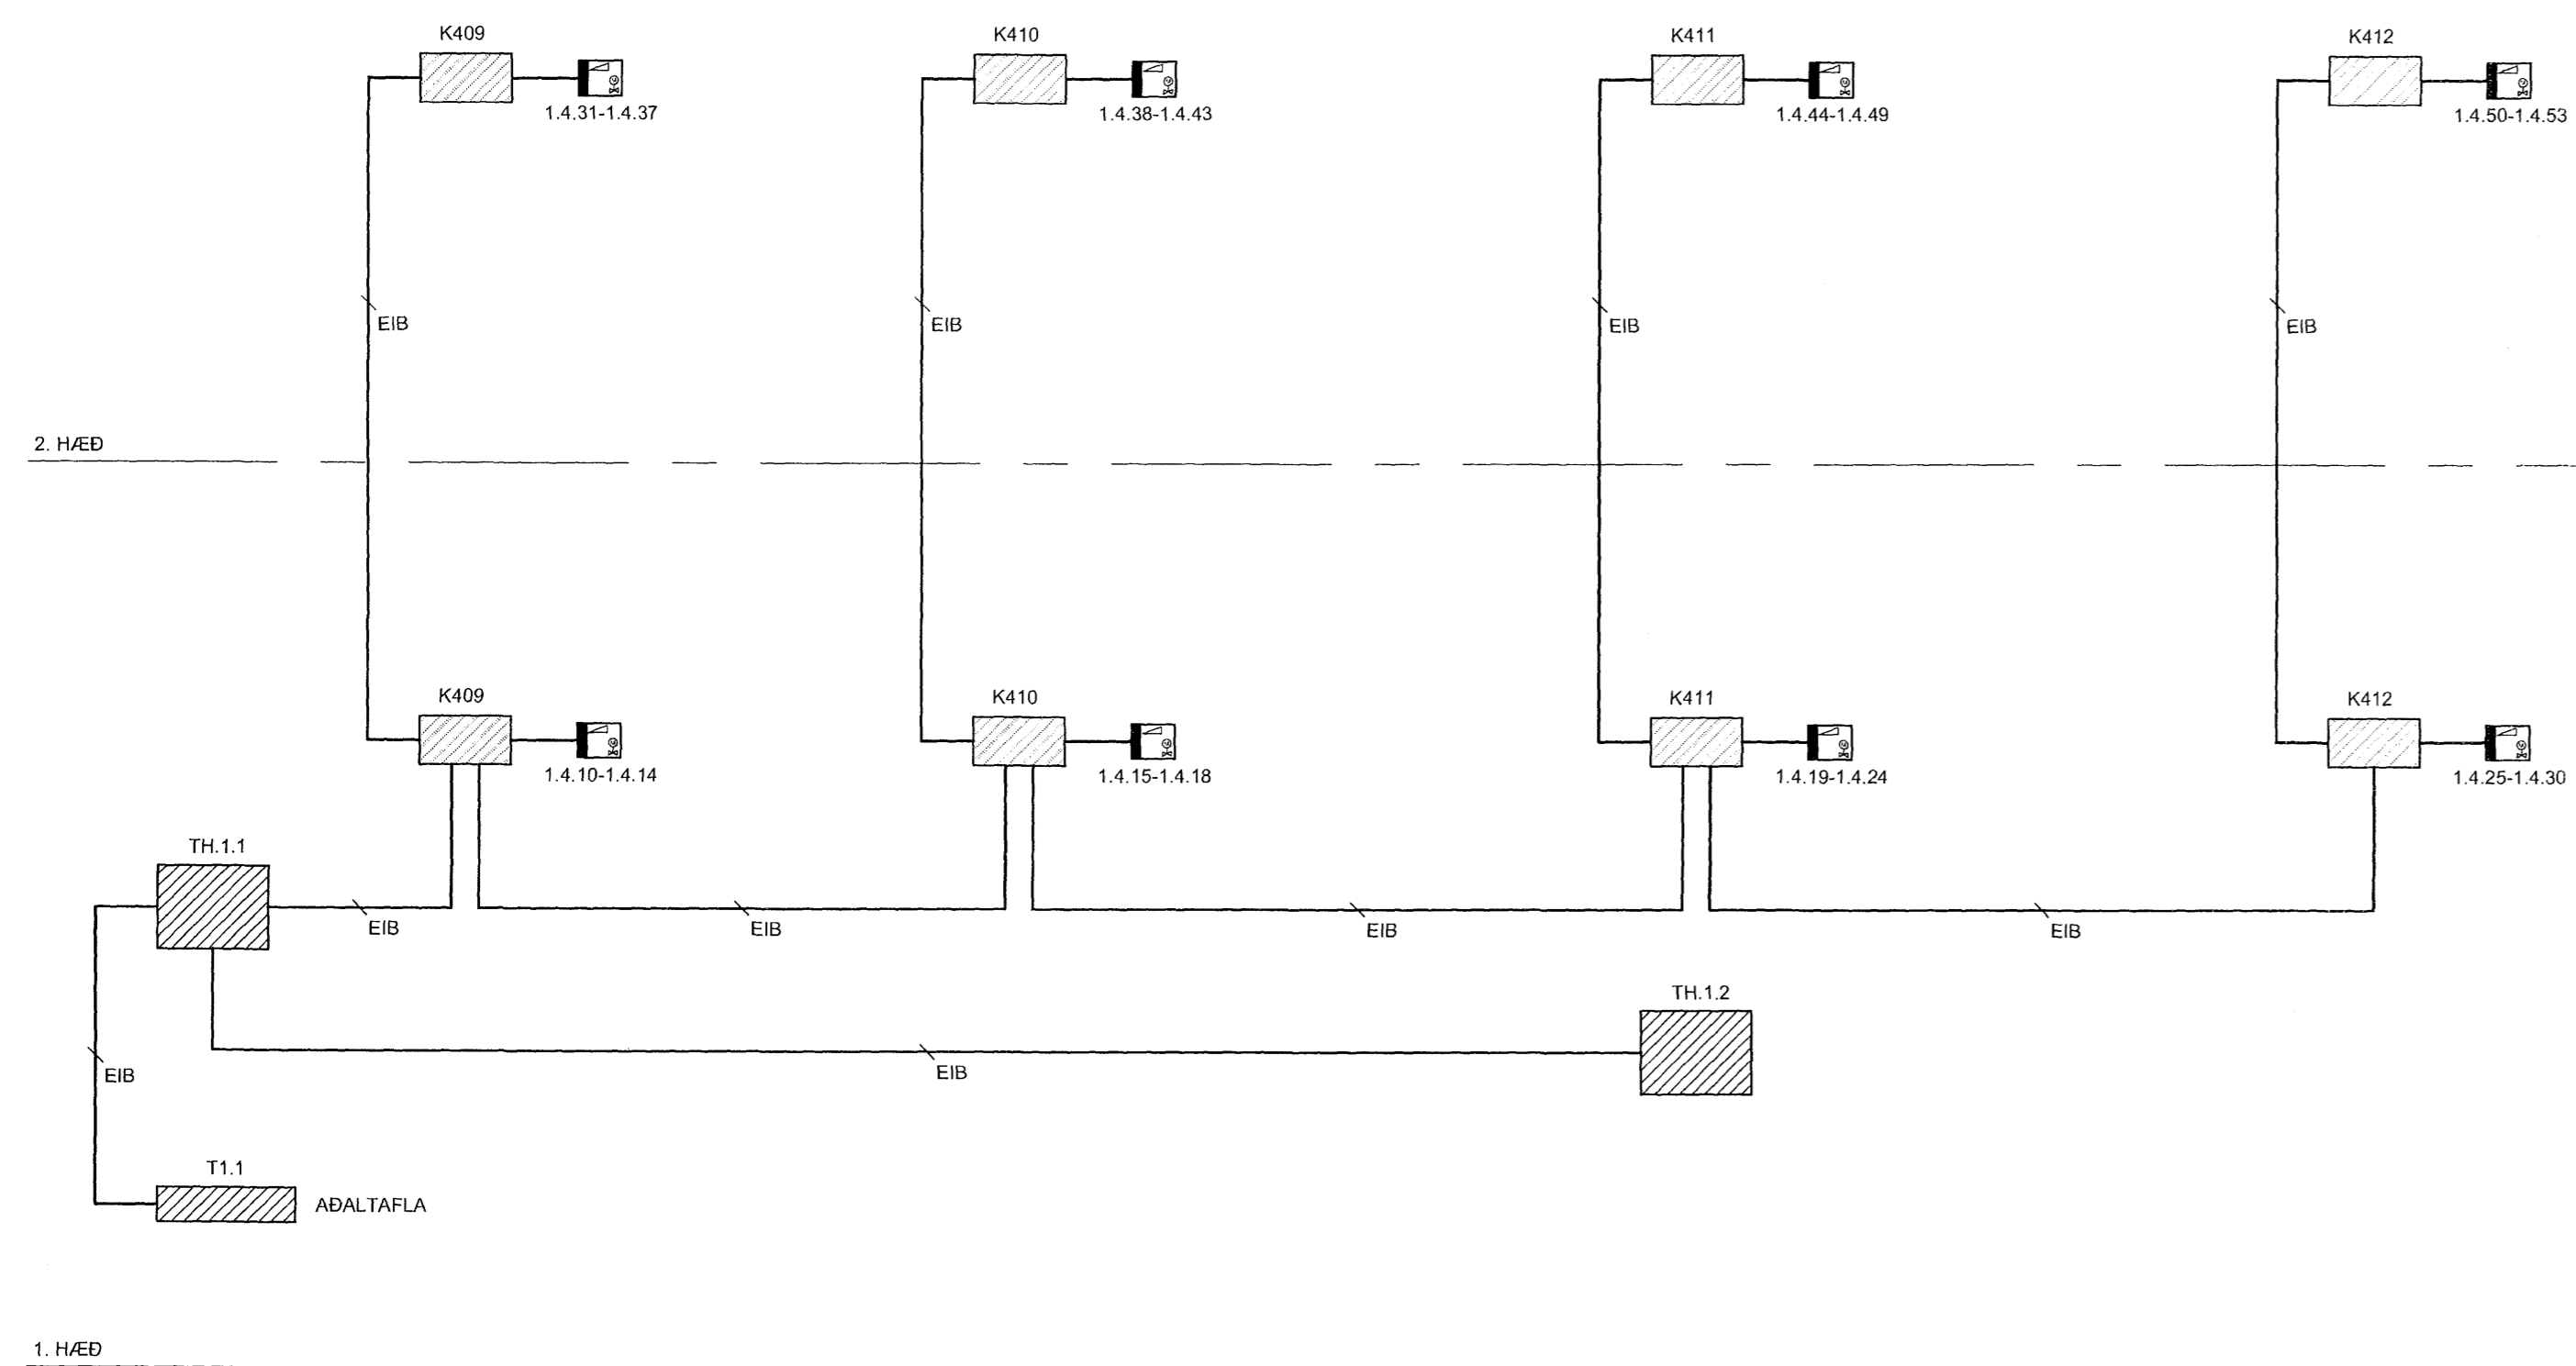 K409
K410
K411
K412
1.4.31-1.4.37
1.4.38-1.4.43
1.4.44-1.4.49
1.4.50-1.4.53
EIB
EIB
EIB
EIB
2. HÆÐ
K409
K410
K411
K412
1.4.10-1.4.14
1.4.15-1.4.18
1.4.19-1.4.24
1.4.25-1.4.30
TH.1.1
EIB
EIB
EIB
EIB
TH.1.2
EIB
EIB
T1.1
AÐALTAFLA
1. HÆÐ